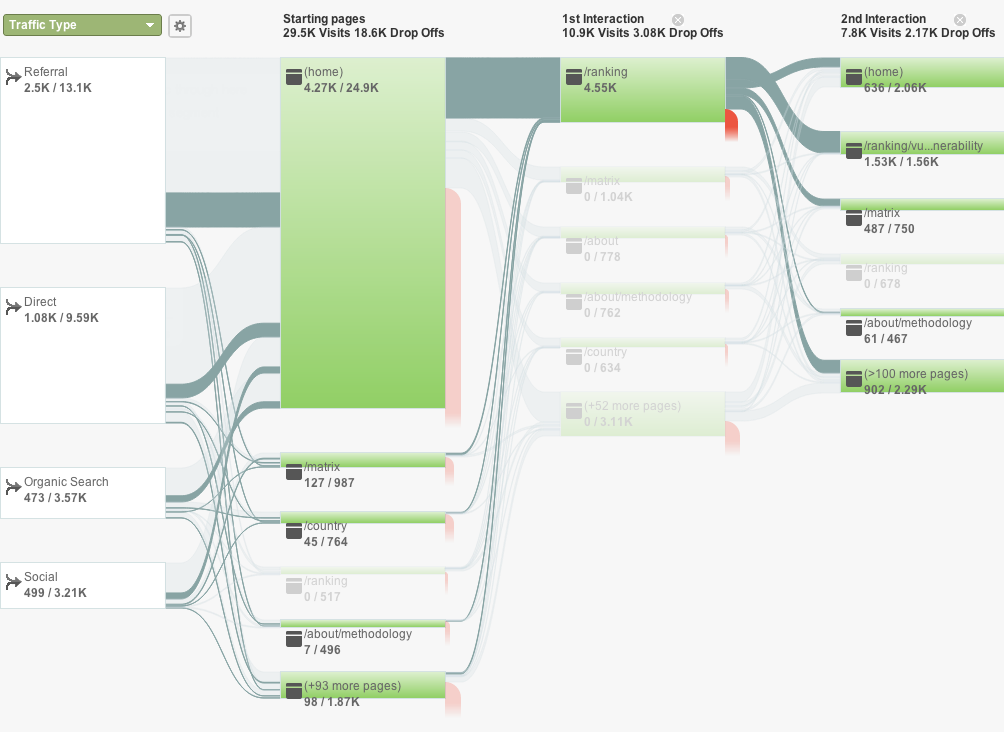 Traffic Type
Starting pages
29.5K Visits 18.6K Drop Offs
1st Interaction
10.9K Visits 3.08K Drop Offs
2nd Interaction
7.8K Visits 2.17K Drop Offs
Referral
2.5K / 13.1K
Direct
1.08K / 9.59K
Organic Search
473 / 3.57K
Social
499 / 3.21K
(home)
4.27K / 24.9K
/matrix
127 / 987
/country
45 / 764
/ranking
0 / 517
/about/methodology
7 / 496
(+93 more pages)
98 / 1.87K
/ranking
4.55K
/matrix
0 / 1.04K
/about
0 / 778
/about/methodology
0 / 762
/country
0 / 634
(+52 more pages)
0 / 3.11K
(home)
636 / 2.06K
/ranking/vu...nerability
1.53K / 1.56K
/matrix
487 / 750
/ranking
0 / 678
/about/methodology
61 / 467
(>100 more pages)
902 / 2.29K